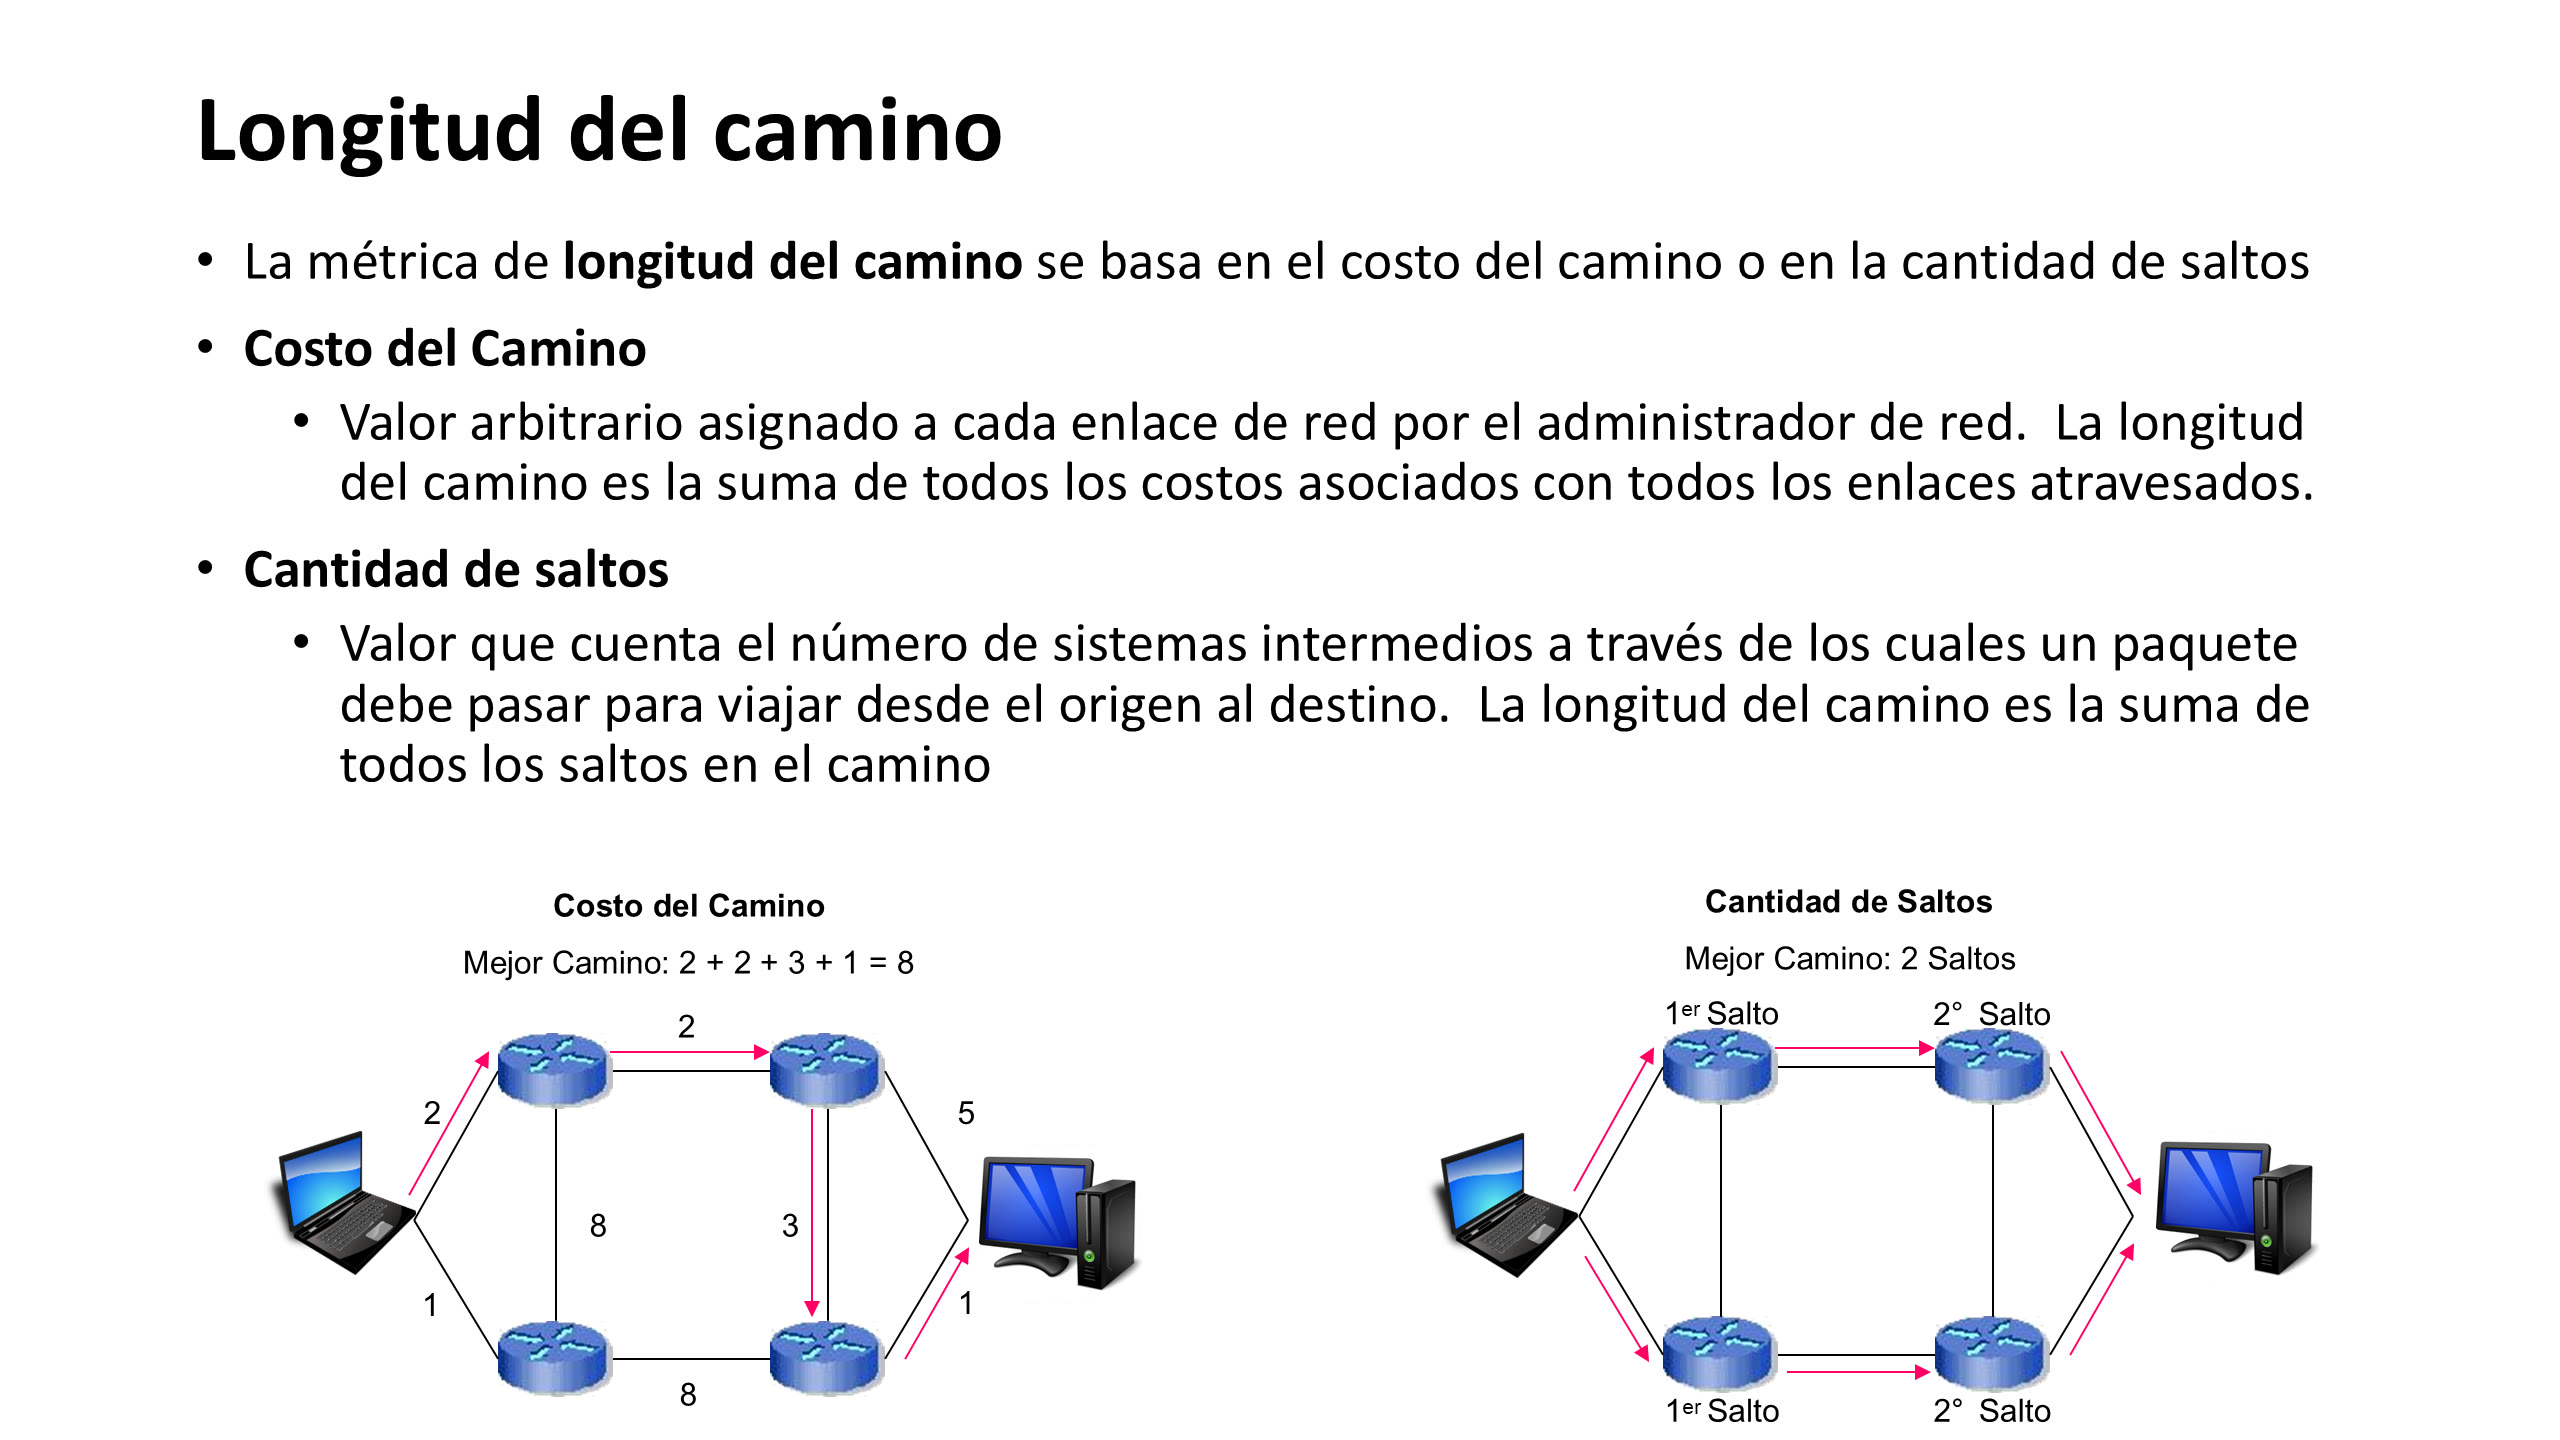 Longitud del camino
• La métrica de longitud del camino se basa en el costo del camino o en la cantidad de saltos
• Costo del Camino
• Valor arbitrario asignado a cada enlace de red por el administrador de red.  La longitud
del camino es la suma de todos los costos asociados con todos los enlaces atravesados.
• Cantidad de saltos
• Valor que cuenta el número de sistemas intermedios a través de los cuales un paquete
debe pasar para viajar desde el origen al destino.  La longitud del camino es la suma de
todos los saltos en el camino
Costo del Camino
Mejor Camino: 2 + 2 + 3 + 1 = 8
2
2
5
8
3
1
1
8
Cantidad de Saltos
Mejor Camino: 2 Saltos
1er Salto
2°  Salto
1er Salto
2°  Salto